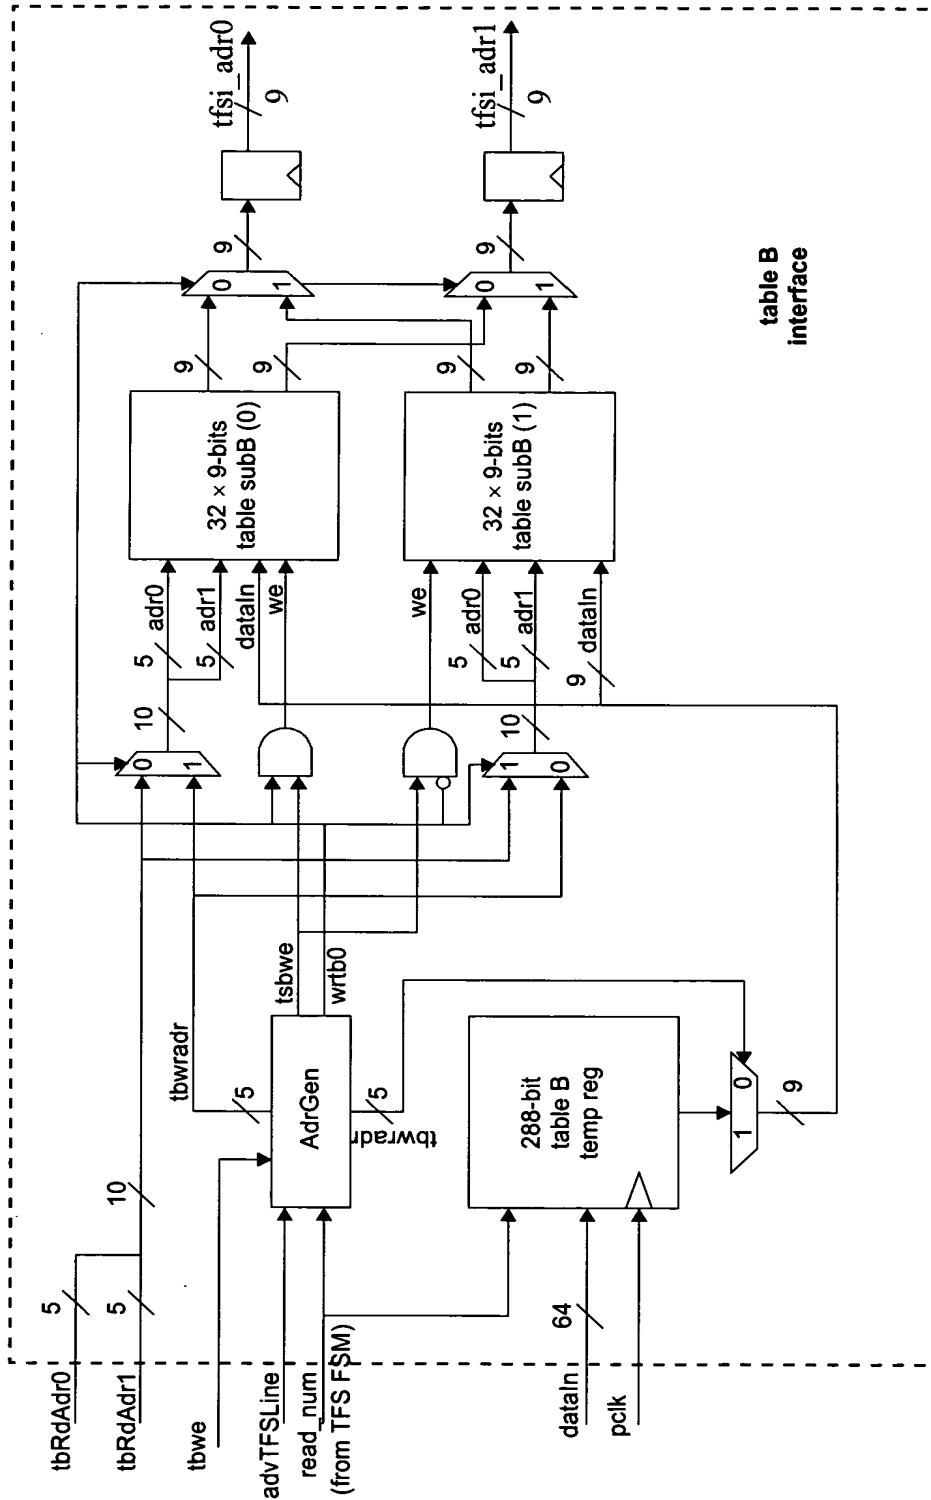 tbRdAdr0
5
tbRdAdr1
5
10
tbwe
advTFSLine
read_num
(from TFS FSM)
64
dataIn
pclk
tbwradr
5
AdrGen
tsbwe
wrtb0
5
tbwradr
288-bit
table B
temp reg
1
0
9
0
1
10
5
adr0
5
adr1
dataIn
we
we
5
adr0
5
adr1
9
dataIn
1
0
10
32 × 9-bits
table subB (0)
32 × 9-bits
table subB (1)
9
9
9
9
0
1
9
0
1
9
tfsi_adr0
9
tfsi_adr1
9
table B
interface